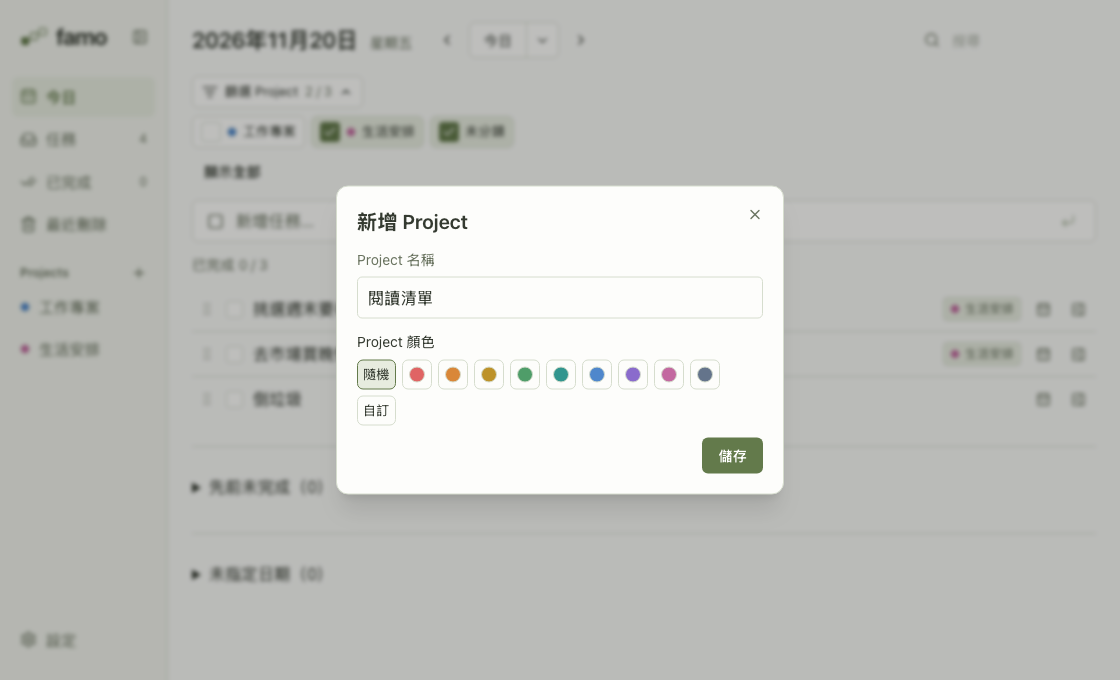 famo
2026年11月20日 星期五 今日 搜尋
今日
任務 4
已完成 0
最近刪除
Projects +
工作專案
生活安排
設定
篩選 Project 2 / 3
工作專案 生活安排 未分類
顯示全部
新增任務...
已完成 0 / 3
生活安排
生活安排
倒垃圾
先前未完成 (0)
未指定日期 (0)
新增 Project
Project 名稱
閱讀清單
Project 顏色
隨機
自訂
儲存